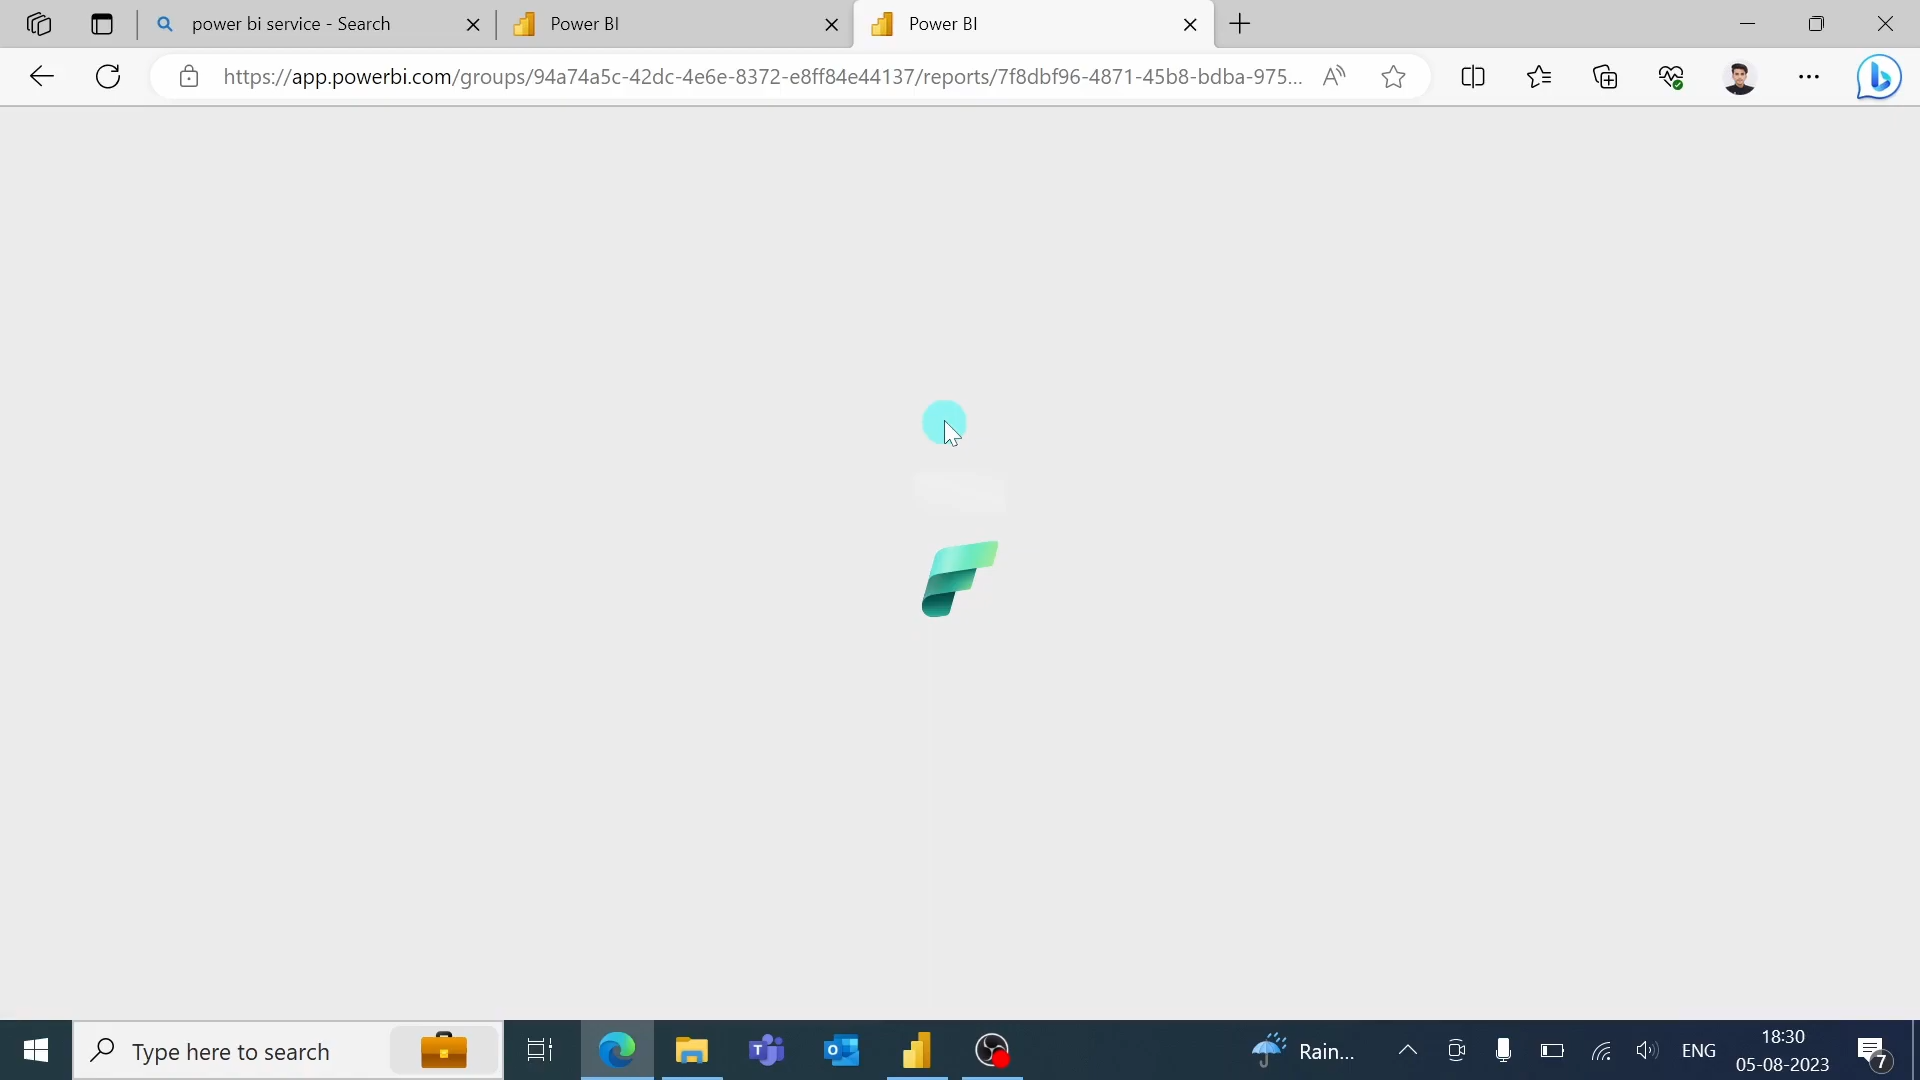 power bi service - Search
Power BI
Power BI
https://app.powerbi.com/groups/94a74a5c-42dc-4e6e-8372-e8ff84e44137/reports/7f8dbf96-4871-45b8-bdba-975...
Type here to search
Rain...
ENG
18:30
05-08-2023
7